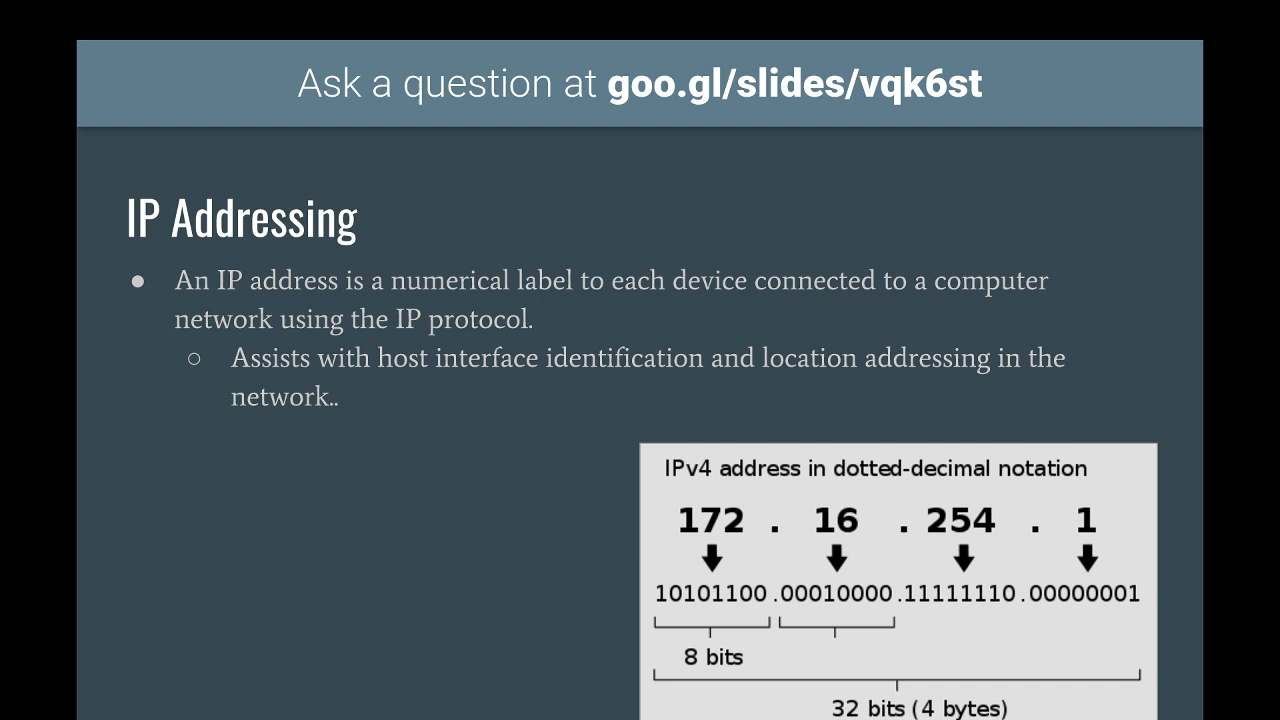 Ask a question at goo.gl/slides/vqk6st
IP Addressing
● An IP address is a numerical label to each device connected to a computer
network using the IP protocol.
○ Assists with host interface identification and location addressing in the
network..
IPv4 address in dotted-decimal notation
172 . 16 . 254 . 1
10101100 .00010000 .11111110 .00000001
8 bits
32 bits (4 bytes)